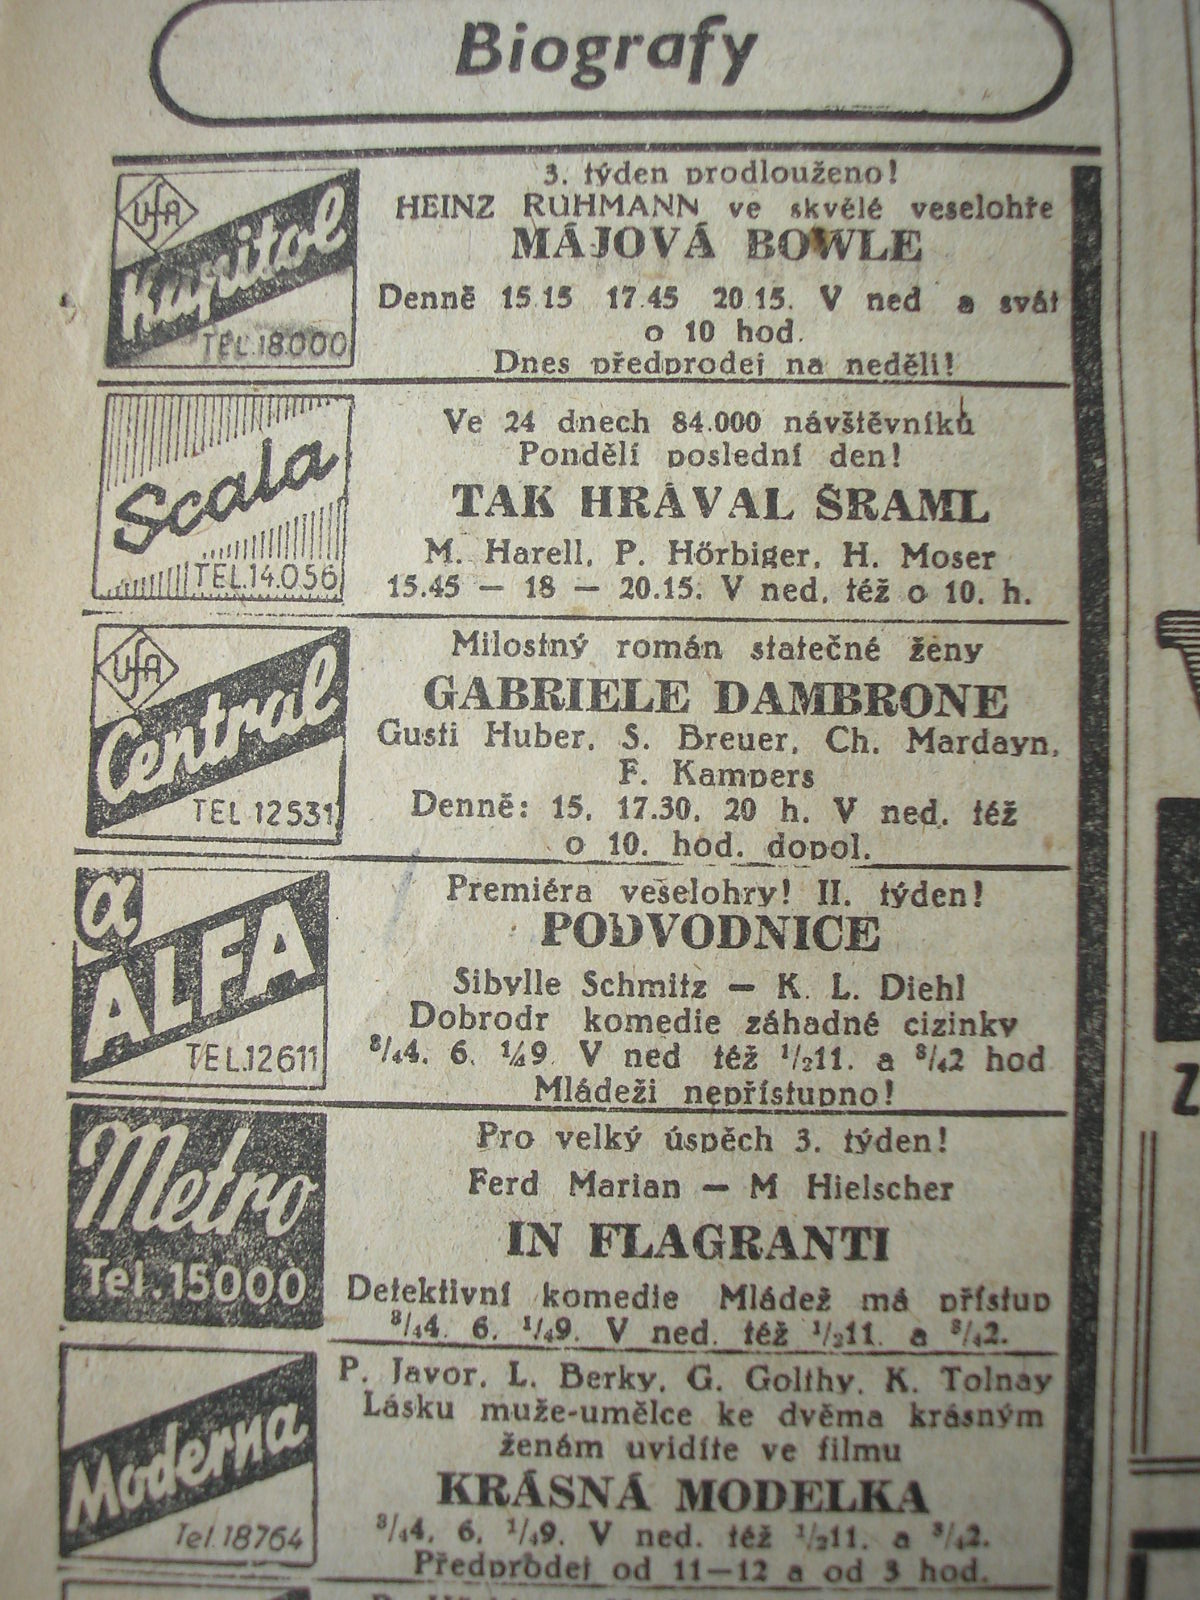 Biografy
UfA
Kapitol
TEL.18.000
3. týden prodlouženo!
HEINZ RÜHMANN ve skvělé veselohře
MÁJOVÁ BOWLE
Denně 15.15 17.45 20.15. V ned a svát
o 10 hod.
Dnes předprodej na neděli!
Scala
TEL.14.0.56
Ve 24 dnech 84.000 návštěvníků
Pondělí poslední den!
TAK HRÁVAL ŠRAML
M. Harell, P. Hörbiger, H. Moser
15.45 — 18 — 20.15. V ned. též o 10. h.
UfA
Central
TEL 12531
Milostný román statečné ženy
GABRIELE DAMBRONE
Gusti Huber, S. Breuer, Ch. Mardayn,
F. Kampers
Denně: 15, 17.30, 20 h. V ned. též
o 10. hod. dopol.
α
ALFA
TEL.12611
Premiéra veselohry! II. týden!
PODVODNICE
Sibylle Schmitz — K. L. Diehl
Dobrodr komedie záhadné cizinky
3/44, 6, 1/49 V ned též 1/211. a 3/42 hod
Mládeži nepřístupno!
Metro
Tel. 15000
Pro velký úspěch 3. týden!
Ferd Marian — M Hielscher
IN FLAGRANTI
Detektivní komedie Mládež má přístup
3/44, 6, 1/49. V ned. též 1/211. a 3/42.
Moderna
Tel. 18764
P. Javor, L. Berky, G. Golthy, K. Tolnay
Lásku muže-umělce ke dvěma krásným
ženám uvidíte ve filmu
KRÁSNÁ MODELKA
3/44, 6, 1/49. V ned. též 1/211. a 3/42.
Předprodej od 11—12 a od 3 hod.
Z